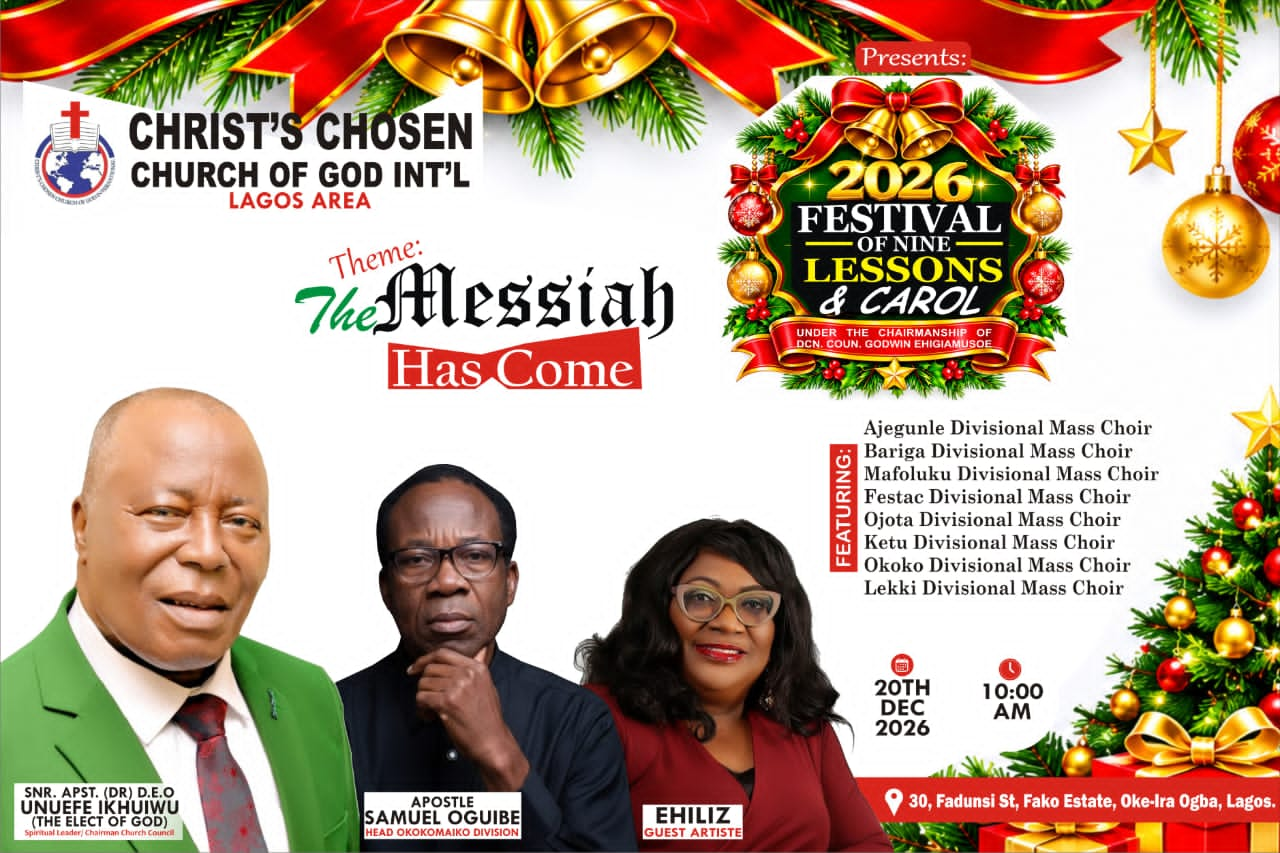 CHRIST'S CHOSEN
CHURCH OF GOD INT'L
LAGOS AREA
Presents:
2026
FESTIVAL
OF NINE
LESSONS
& CAROL
UNDER THE CHAIRMANSHIP OF
DCN. COUN. GODWIN EHIGIAMUSOE
Theme:
The Messiah
Has Come
FEATURING:
Ajegunle Divisional Mass Choir
Bariga Divisional Mass Choir
Mafoluku Divisional Mass Choir
Festac Divisional Mass Choir
Ojota Divisional Mass Choir
Ketu Divisional Mass Choir
Okoko Divisional Mass Choir
Lekki Divisional Mass Choir
20TH
DEC
2026
10:00
AM
SNR. APST. (DR) D.E.O
UNUEFE IKHUIWU
(THE ELECT OF GOD)
Spiritual Leader/ Chairman Church Council
APOSTLE
SAMUEL OGUIBE
HEAD OKOKOMAIKO DIVISION
EHILIZ
GUEST ARTISTE
30, Fadunsi St, Fako Estate, Oke-Ira Ogba, Lagos.